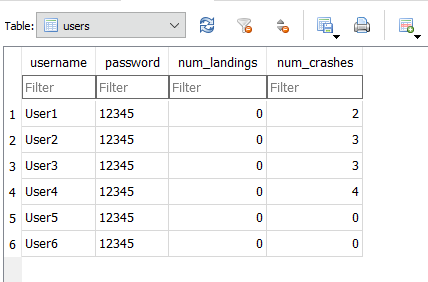 Table: users
username password num_landings num_crashes
Filter Filter Filter Filter
1 User1 12345 0 2
2 User2 12345 0 3
3 User3 12345 0 3
4 User4 12345 0 4
5 User5 12345 0 0
6 User6 12345 0 0